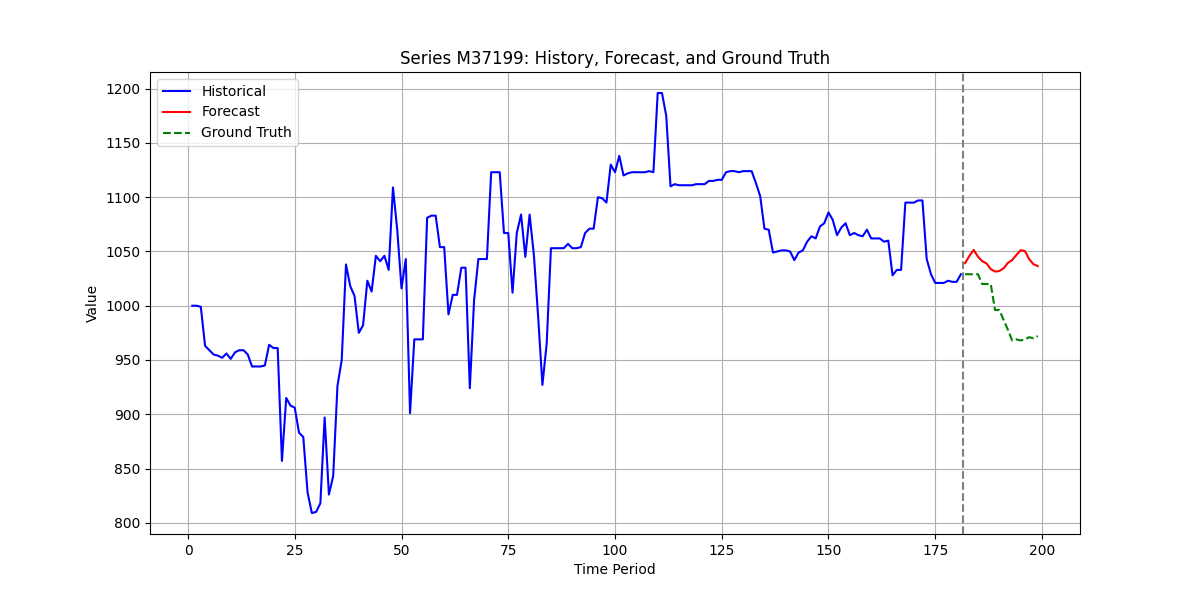 Series M37199: History, Forecast, and Ground Truth
Historical
Forecast
Ground Truth
1200
1150
1100
1050
1000
950
900
850
800
Value
0 25 50 75 100 125 150 175 200
Time Period